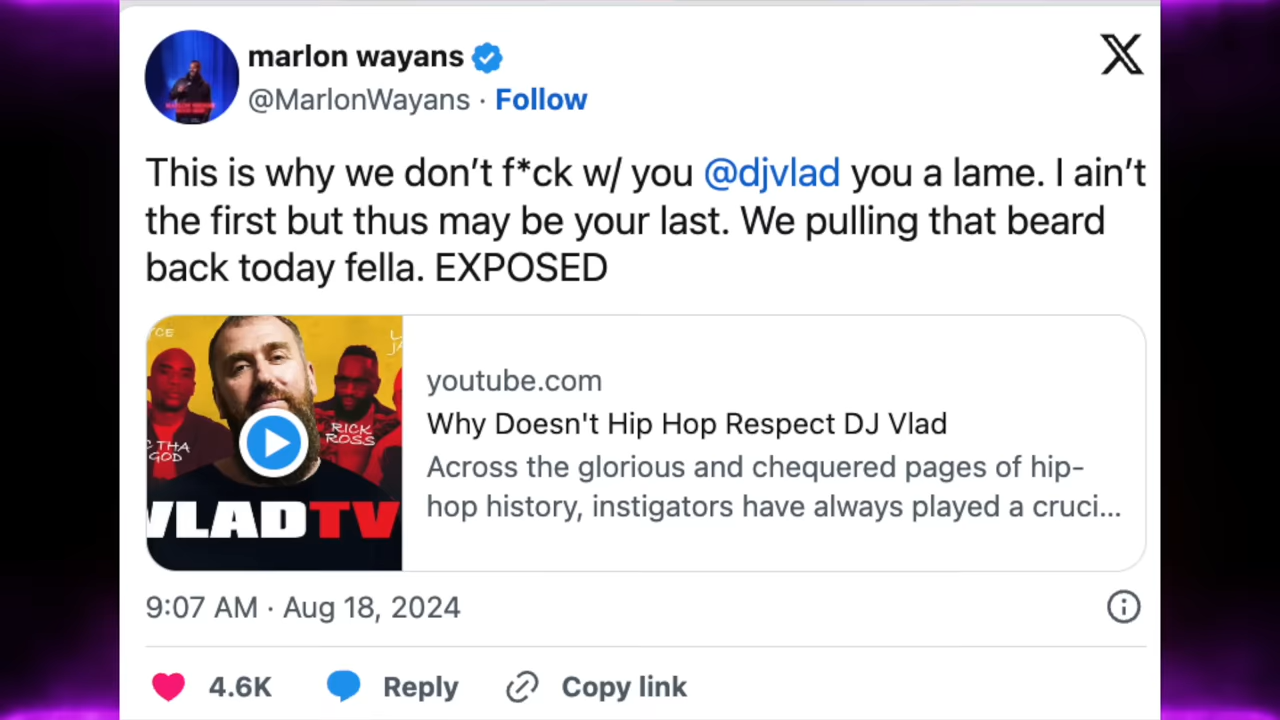 marlon wayans
@MarlonWayans · Follow
This is why we don't f*ck w/ you @djvlad you a lame. I ain't
the first but thus may be your last. We pulling that beard
back today fella. EXPOSED
RICK
ROSS
THA
GOD
VLADTV
youtube.com
Why Doesn't Hip Hop Respect DJ Vlad
Across the glorious and chequered pages of hip-
hop history, instigators have always played a cruci...
9:07 AM · Aug 18, 2024
4.6K Reply Copy link